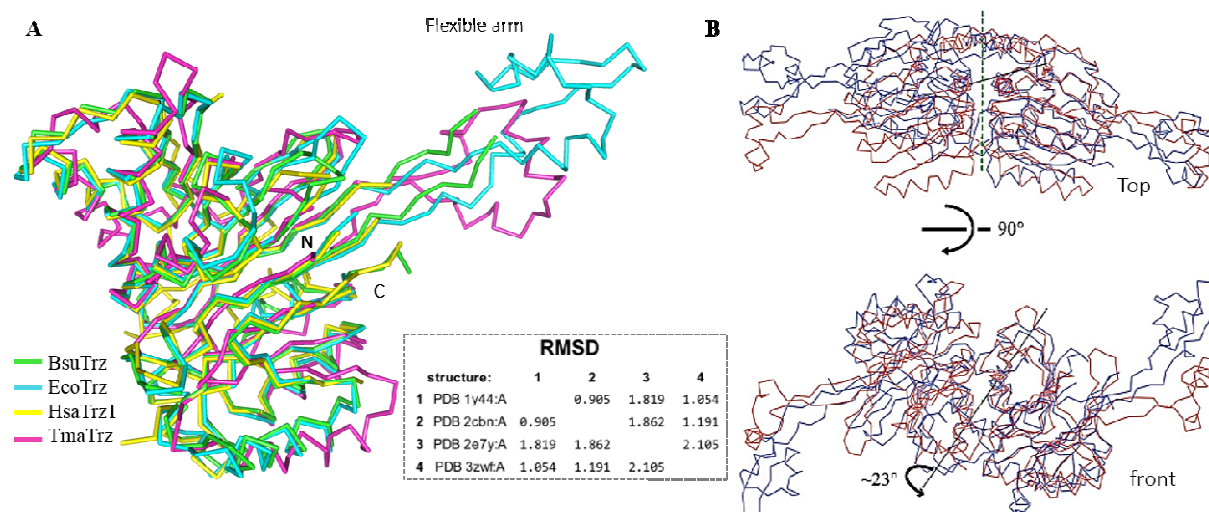 A
Flexible arm
N
C
BsuTrz
EcoTrz
HsaTrz1
TmaTrz
RMSD
structure: 1 2 3 4
1 PDB 1y44:A 0.905 1.819 1.054
2 PDB 2cbn:A 0.905 1.862 1.191
3 PDB 2e7y:A 1.819 1.862 2.105
4 PDB 3zwf:A 1.054 1.191 2.105
B
Top
90°
~23°
front